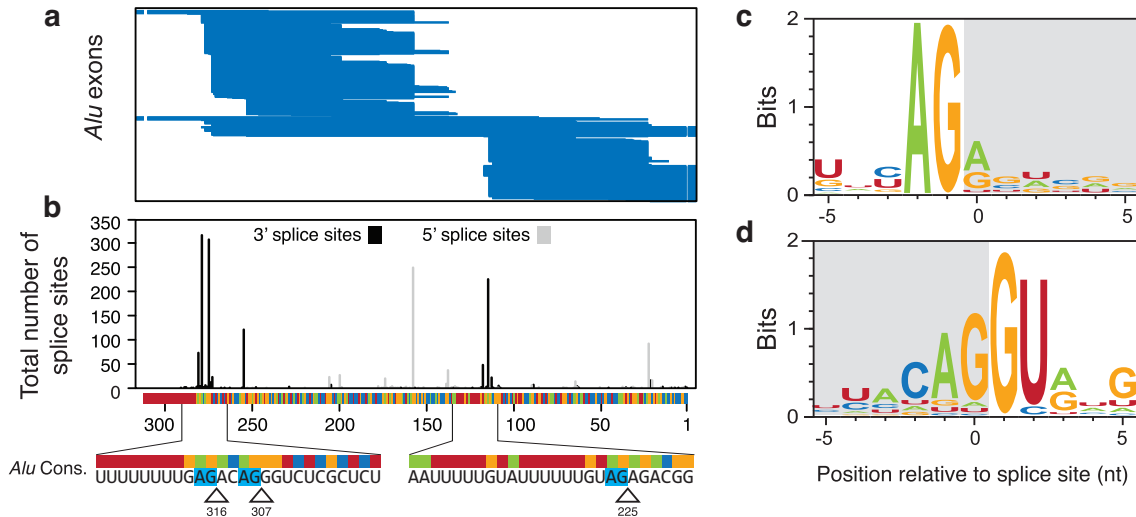 a
Alu exons
b
Total number of
splice sites
350
300
250
200
150
100
50
0
3' splice sites
5' splice sites
300
250
200
150
100
50
1
Alu Cons.
UUUUUUUUGAGACAGGGUCUCGCUCU
AAUUUUUGUAUUUUUUGUAGAGACGG
316
307
225
c
Bits
2
1
0
AG
A
G
U
C
U
-5
0
5
d
Bits
2
1
0
U
A
C
A
G
G
U
A
G
G
-5
0
5
Position relative to splice site (nt)